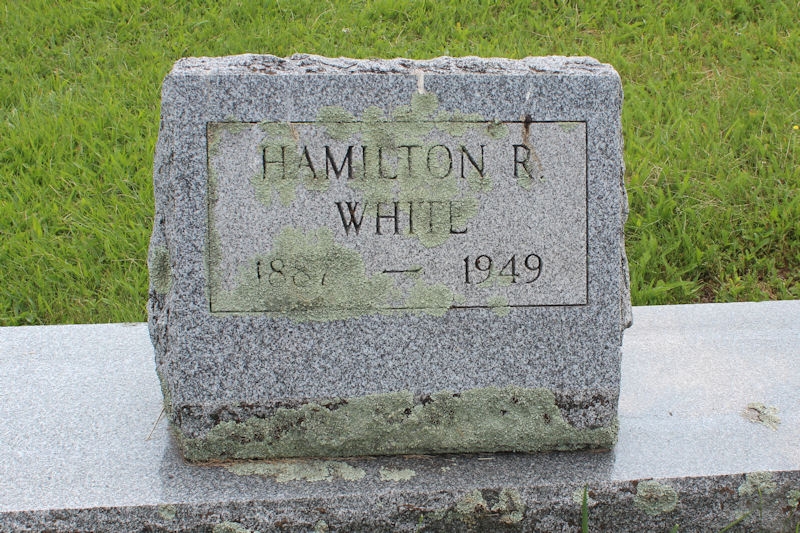 HAMILTON R.
WHITE
1887 — 1949